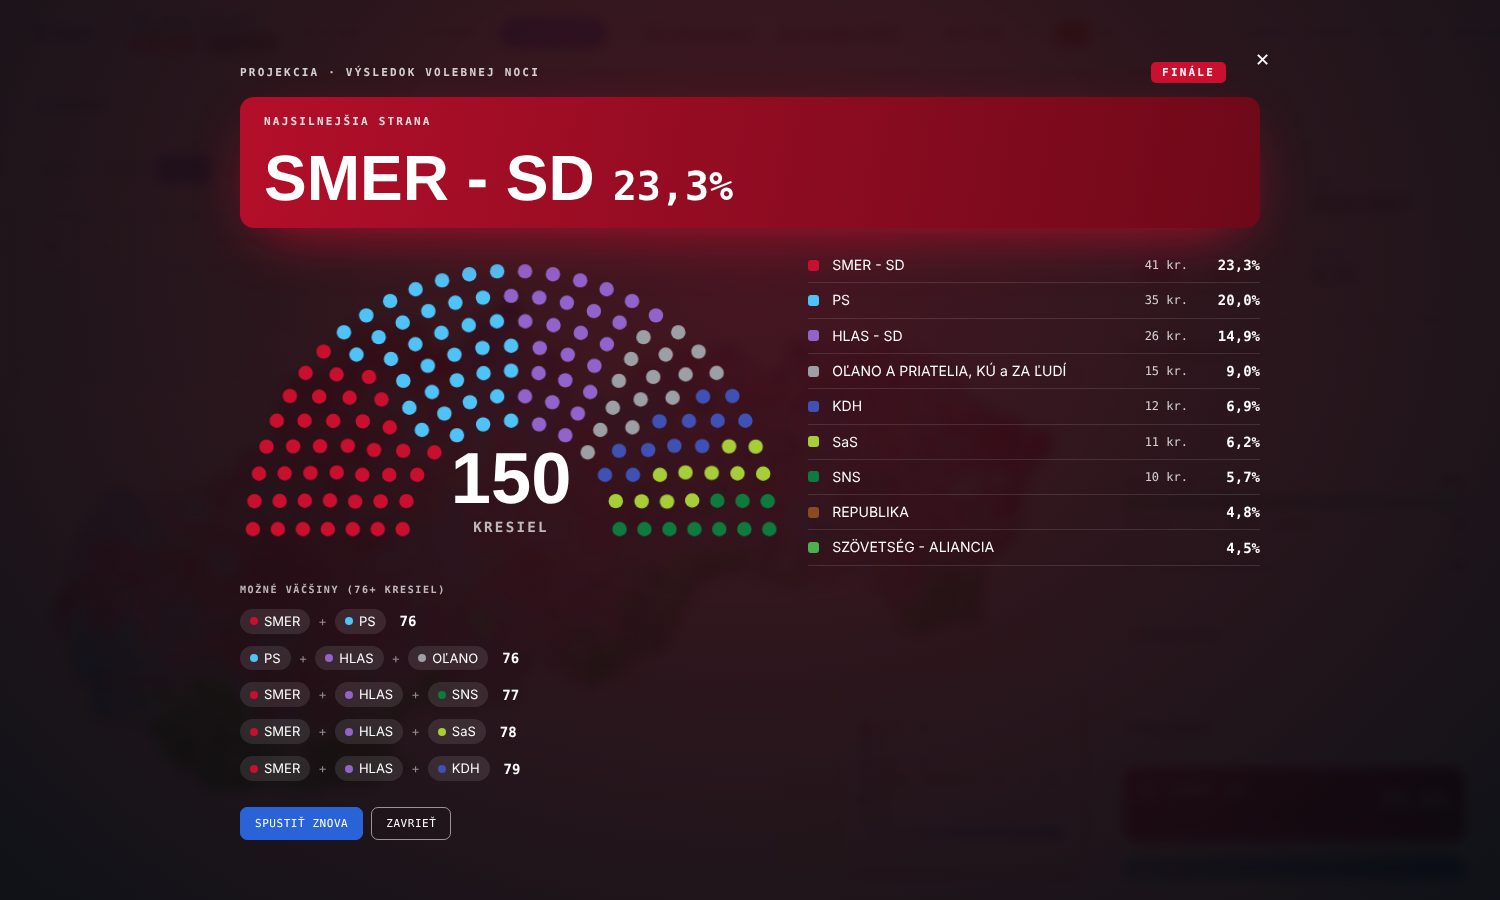 PROJEKCIA · VÝSLEDOK VOLEBNEJ NOCI
FINÁLE
✕
NAJSILNEJŠIA STRANA
SMER - SD 23,3%
SMER - SD 41 kr. 23,3%
PS 35 kr. 20,0%
HLAS - SD 26 kr. 14,9%
OĽANO A PRIATELIA, KÚ a ZA ĽUDÍ 15 kr. 9,0%
KDH 12 kr. 6,9%
SaS 11 kr. 6,2%
SNS 10 kr. 5,7%
REPUBLIKA 4,8%
SZÖVETSÉG - ALIANCIA 4,5%
150
KRESIEL
MOŽNÉ VÄČŠINY (76+ KRESIEL)
SMER + PS 76
PS + HLAS + OĽANO 76
SMER + HLAS + SNS 77
SMER + HLAS + SaS 78
SMER + HLAS + KDH 79
SPUSTIŤ ZNOVA
ZAVRIEŤ